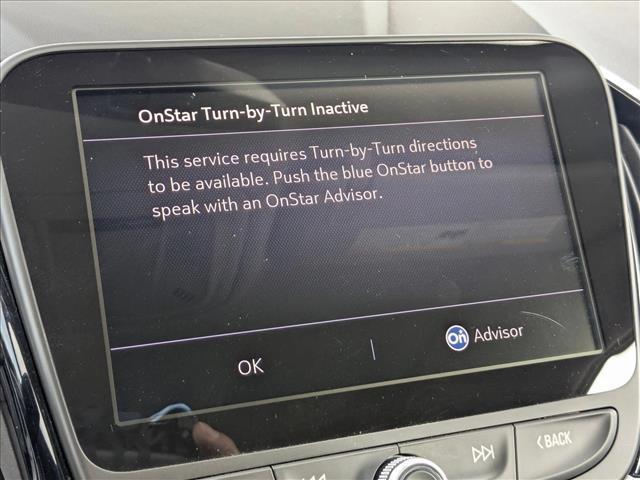 OnStar Turn-by-Turn Inactive
This service requires Turn-by-Turn directions
to be available. Push the blue OnStar button to
speak with an OnStar Advisor.
OK
On Advisor
< BACK